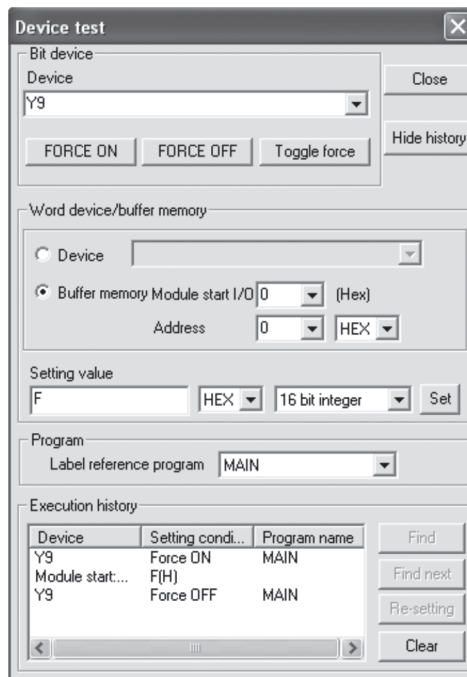 Device test
Bit device
Device
Y9
Close
FORCE ON FORCE OFF Toggle force
Hide history
Word device/buffer memory
Device
Buffer memory Module start I/O 0 (Hex)
Address 0 HEX
Setting value
F HEX 16 bit integer Set
Program
Label reference program MAIN
Execution history
Device Setting condi... Program name
Y9 Force ON MAIN
Module start:... F(H)
Y9 Force OFF MAIN
Find
Find next
Re-setting
Clear